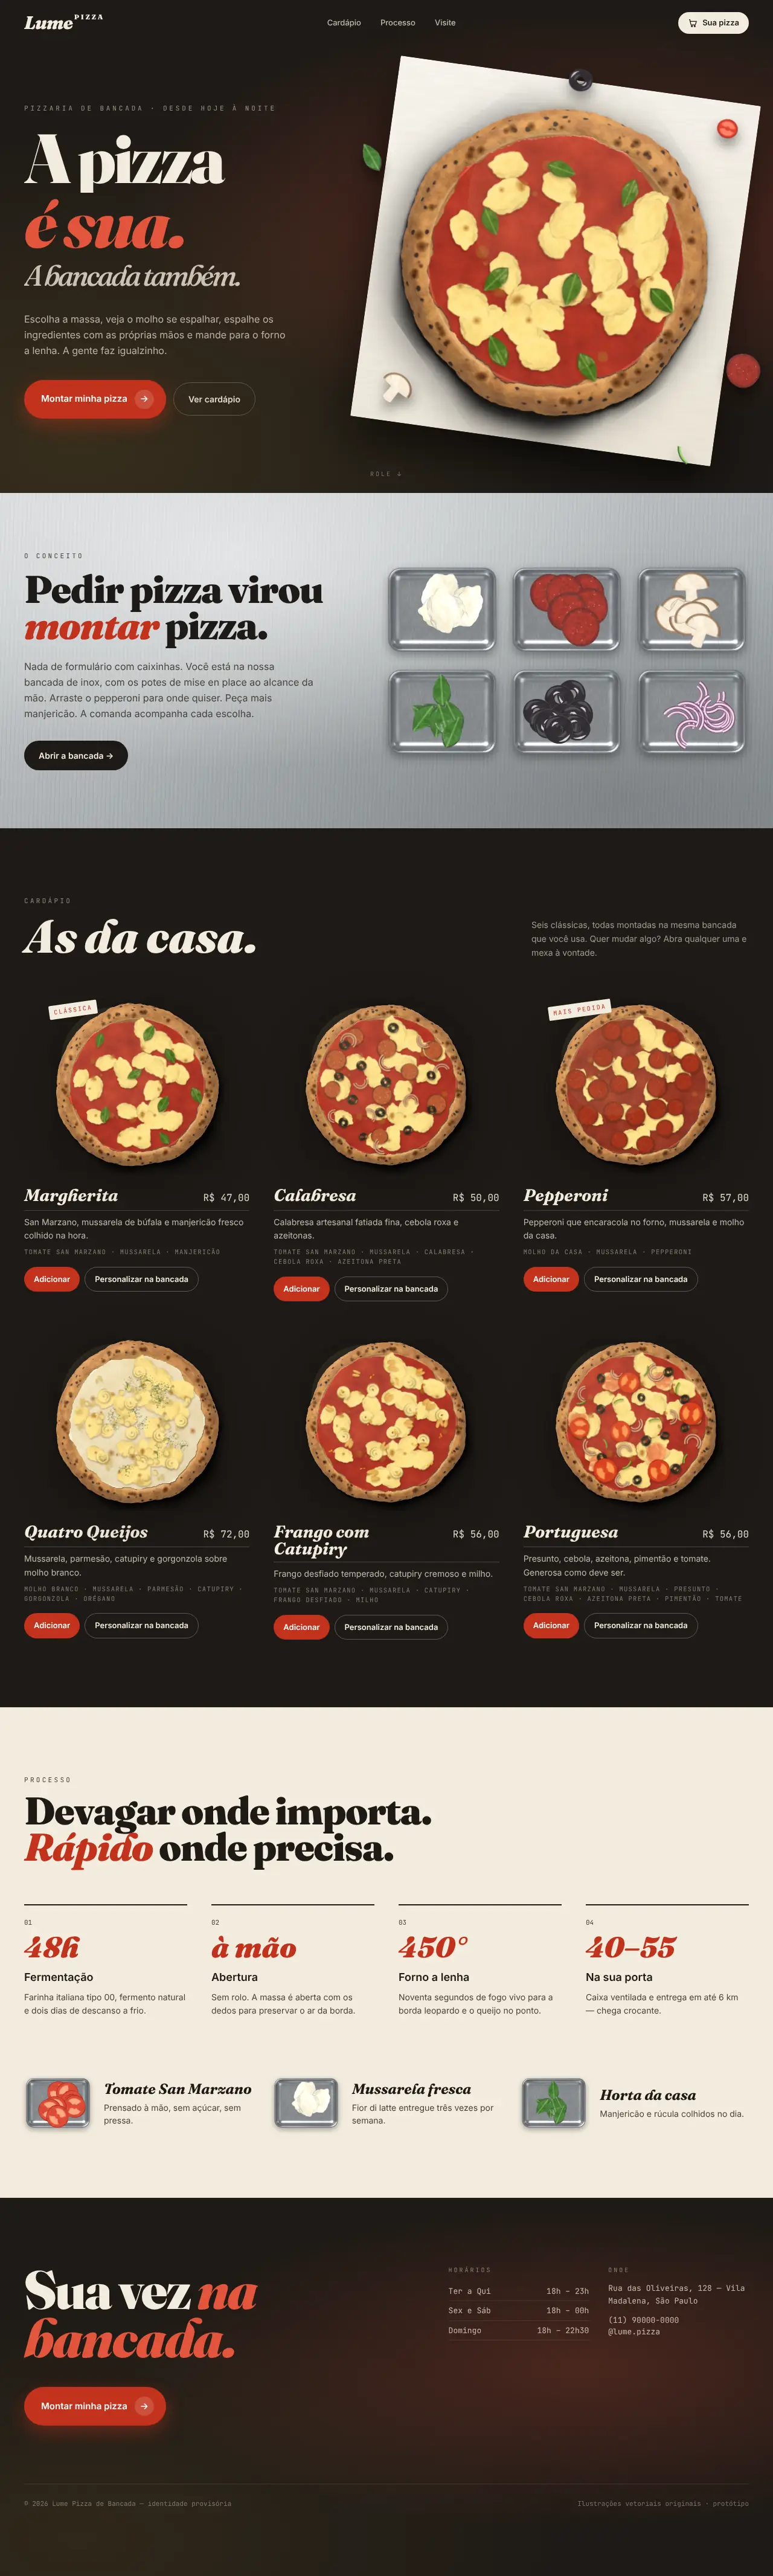 Lume PIZZA
Cardápio
Processo
Visite
Sua pizza
PIZZARIA DE BANCADA · DESDE HOJE À NOITE
A pizza
é sua.
A bancada também.
Escolha a massa, veja o molho se espalhar, espalhe os
ingredientes com as próprias mãos e mande para o forno
a lenha. A gente faz igualzinho.
Montar minha pizza →
Ver cardápio
ROLE ↓
O CONCEITO
Pedir pizza virou
montar pizza.
Nada de formulário com caixinhas. Você está na nossa
bancada de inox, com os potes de mise en place ao alcance da
mão. Arraste o pepperoni para onde quiser. Peça mais
manjericão. A comanda acompanha cada escolha.
Abrir a bancada →
CARDÁPIO
As da casa.
Seis clássicas, todas montadas na mesma bancada
que você usa. Quer mudar algo? Abra qualquer uma e
mexa à vontade.
CLÁSSICA
MAIS PEDIDA
Margherita
R$ 47,00
San Marzano, mussarela de búfala e manjericão fresco
colhido na hora.
TOMATE SAN MARZANO · MUSSARELA · MANJERICÃO
Adicionar
Personalizar na bancada
Calabresa
R$ 50,00
Calabresa artesanal fatiada fina, cebola roxa e
azeitonas.
TOMATE SAN MARZANO · MUSSARELA · CALABRESA ·
CEBOLA ROXA · AZEITONA PRETA
Adicionar
Personalizar na bancada
Pepperoni
R$ 57,00
Pepperoni que encaracola no forno, mussarela e molho
da casa.
MOLHO DA CASA · MUSSARELA · PEPPERONI
Adicionar
Personalizar na bancada
Quatro Queijos
R$ 72,00
Mussarela, parmesão, catupiry e gorgonzola sobre
molho branco.
MOLHO BRANCO · MUSSARELA · PARMESÃO · CATUPIRY ·
GORGONZOLA · ORÉGANO
Adicionar
Personalizar na bancada
Frango com
Catupiry
R$ 56,00
Frango desfiado temperado, catupiry cremoso e milho.
TOMATE SAN MARZANO · MUSSARELA · CATUPIRY ·
FRANGO DESFIADO · MILHO
Adicionar
Personalizar na bancada
Portuguesa
R$ 56,00
Presunto, cebola, azeitona, pimentão e tomate.
Generosa como deve ser.
TOMATE SAN MARZANO · MUSSARELA · PRESUNTO ·
CEBOLA ROXA · AZEITONA PRETA · PIMENTÃO · TOMATE
Adicionar
Personalizar na bancada
PROCESSO
Devagar onde importa.
Rápido onde precisa.
01
48h
Fermentação
Farinha italiana tipo 00, fermento natural
e dois dias de descanso a frio.
02
à mão
Abertura
Sem rolo. A massa é aberta com os
dedos para preservar o ar da borda.
03
450°
Forno a lenha
Noventa segundos de fogo vivo para a
borda leopardo e o queijo no ponto.
04
40–55
Na sua porta
Caixa ventilada e entrega em até 6 km
— chega crocante.
Tomate San Marzano
Prensado à mão, sem açúcar, sem
pressa.
Mussarela fresca
Fior di latte entregue três vezes por
semana.
Horta da casa
Manjericão e rúcula colhidos no dia.
Sua vez na
bancada.
Montar minha pizza →
HORÁRIOS
Ter a Qui 18h – 23h
Sex e Sáb 18h – 00h
Domingo 18h – 22h30
ONDE
Rua das Oliveiras, 128 — Vila
Madalena, São Paulo
(11) 90000-0000
@lume.pizza
© 2026 Lume Pizza de Bancada — identidade provisória
Ilustrações vetoriais originais · protótipo